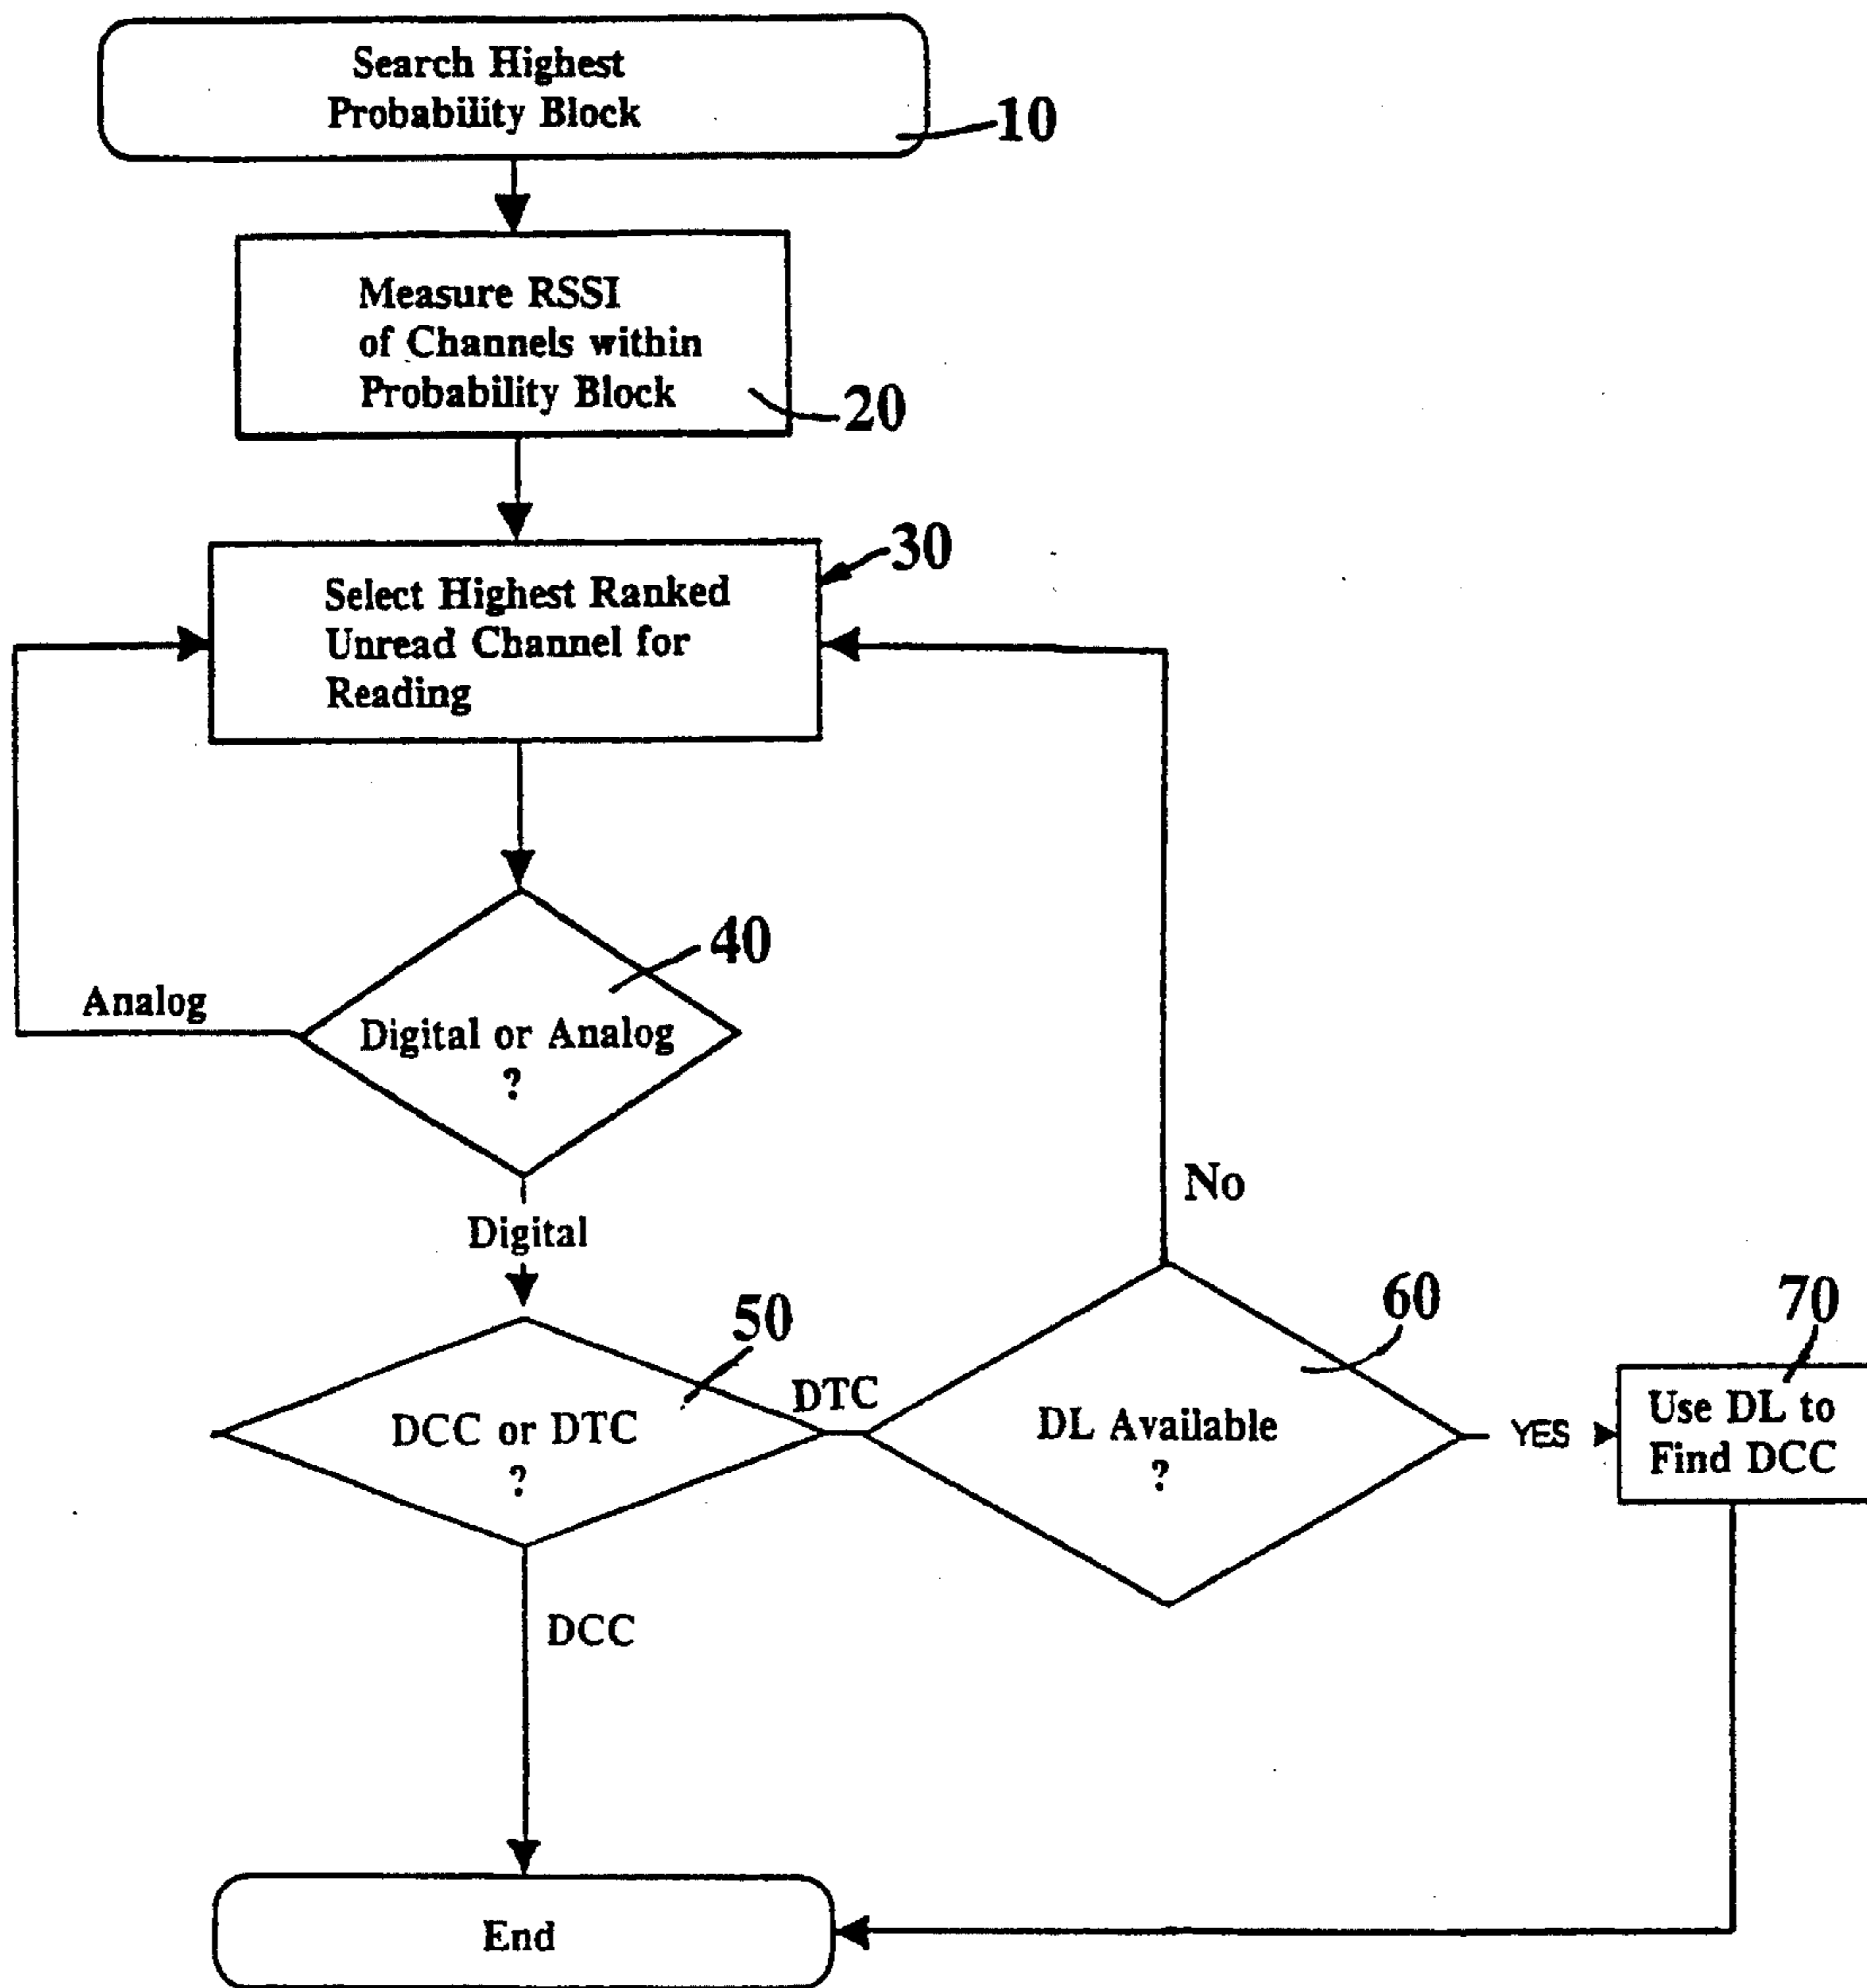 Search Highest
Probability Block
10
Measure RSSI
of Channels within
Probability Block
20
30
Select Highest Ranked
Unread Channel for
Reading
40
Analog
Digital or Analog
?
No
Digital
50
60
70
DCC or DTC
?
DTC
DL Available
?
YES
Use DL to
Find DCC
DCC
End